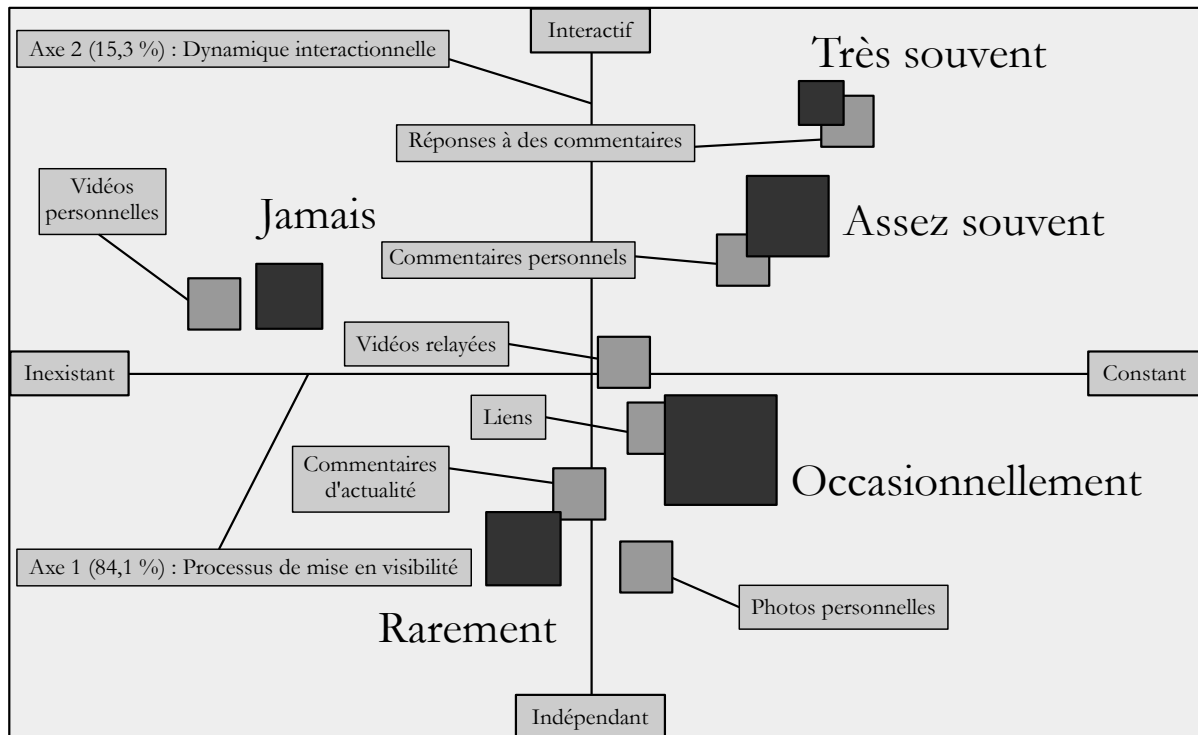 Interactif
Axe 2 (15,3 %) : Dynamique interactionnelle
Très souvent
Réponses à des commentaires
Vidéos
personnelles
Jamais
Assez souvent
Commentaires personnels
Vidéos relayées
Inexistant
Constant
Liens
Commentaires
d'actualité
Occasionnellement
Axe 1 (84,1 %) : Processus de mise en visibilité
Photos personnelles
Rarement
Indépendant